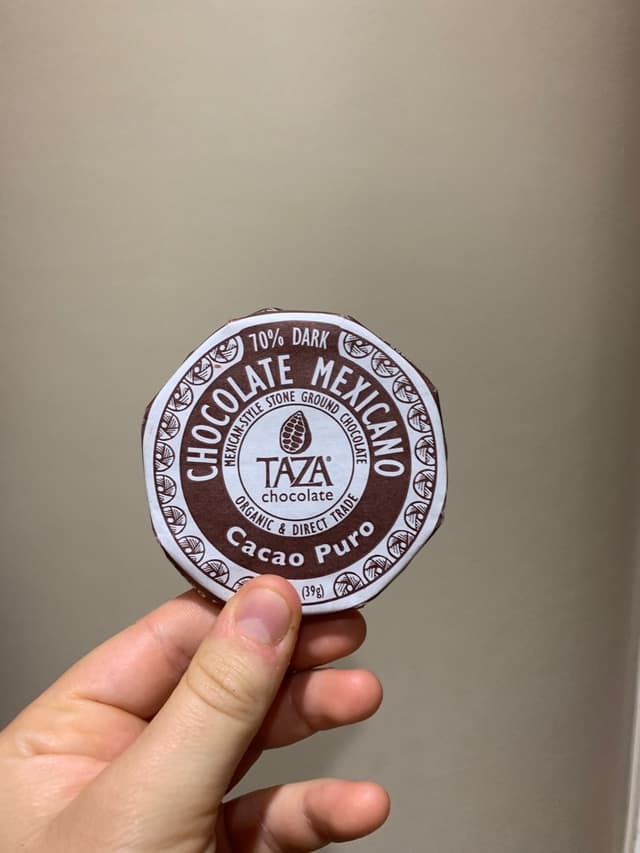 70% DARK
CHOCOLATE MEXICANO
MEXICAN-STYLE STONE GROUND CHOCOLATE
TAZA®
chocolate
ORGANIC & DIRECT TRADE
Cacao Puro
(39g)